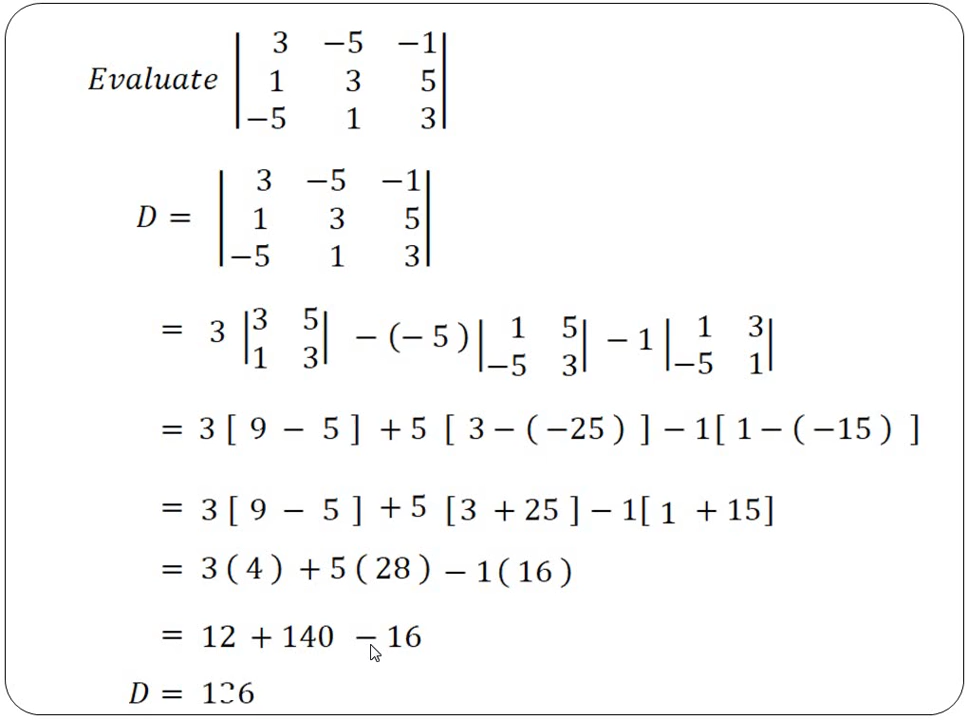 Evaluate | 3 −5 −1 |
| 1 3 5 |
| −5 1 3 |
D = | 3 −5 −1 |
| 1 3 5 |
| −5 1 3 |
= 3 |3 5| − (− 5) | 1 5| − 1 | 1 3|
|1 3| |−5 3| |−5 1|
= 3 [ 9 − 5 ] + 5 [ 3 − ( −25 ) ] − 1[ 1 − ( −15 ) ]
= 3 [ 9 − 5 ] + 5 [3 + 25 ] − 1[ 1 + 15]
= 3 ( 4 ) + 5 ( 28 ) − 1 ( 16 )
= 12 + 140 − 16
D = 136